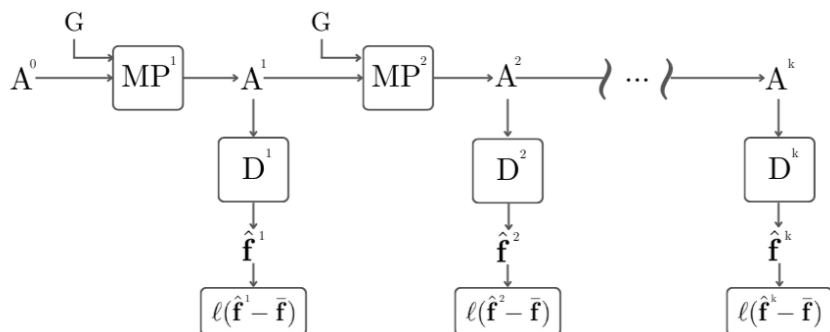 G G
A⁰ MP¹ A¹ MP² A² ... Aᵏ
D¹ D² Dᵏ
f̂¹ f̂² f̂ᵏ
ℓ(f̂¹− f̄) ℓ(f̂²− f̄) ℓ(f̂ᵏ− f̄)